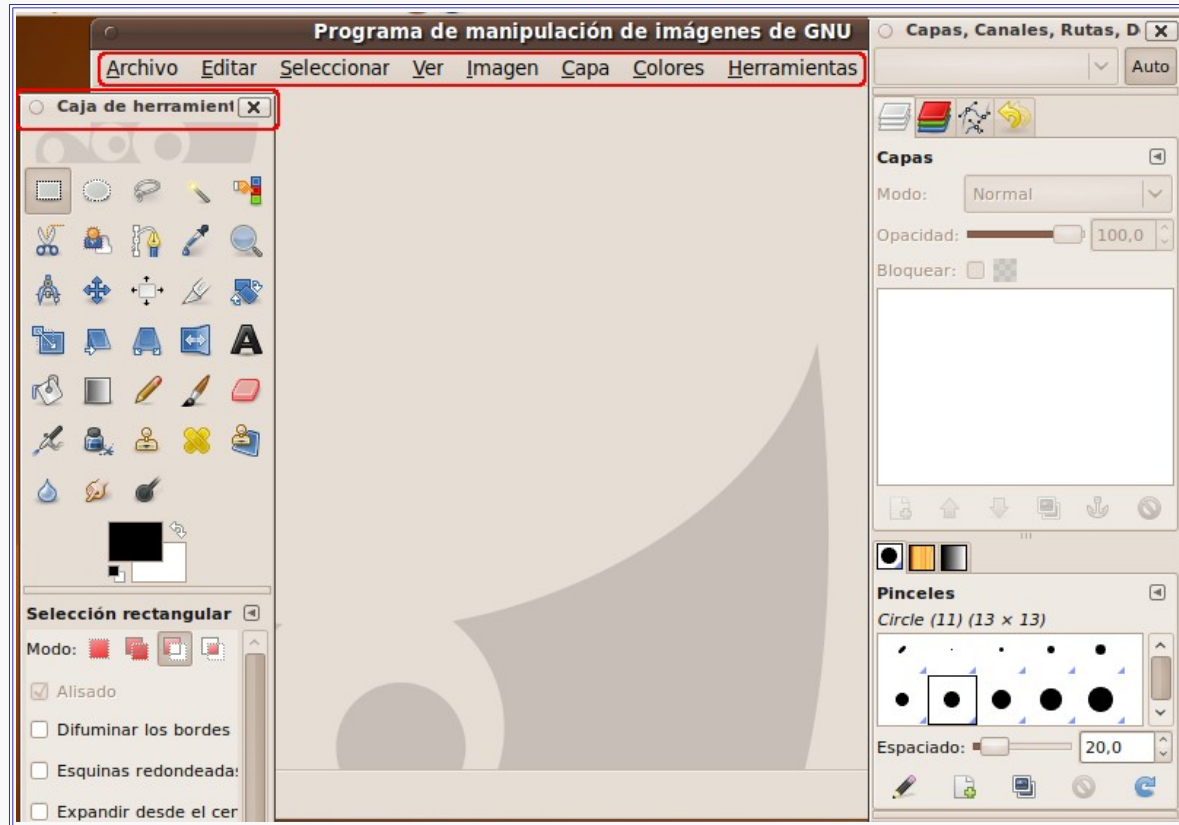 Programa de manipulación de imágenes de GNU
Archivo Editar Seleccionar Ver Imagen Capa Colores Herramientas
Caja de herramient
Selección rectangular
Modo:
Alisado
Difuminar los bordes
Esquinas redondeadas
Expandir desde el cer
Capas, Canales, Rutas, D
Auto
Capas
Modo: Normal
Opacidad: 100,0
Bloquear:
Pinceles
Circle (11) (13 × 13)
Espaciado: 20,0